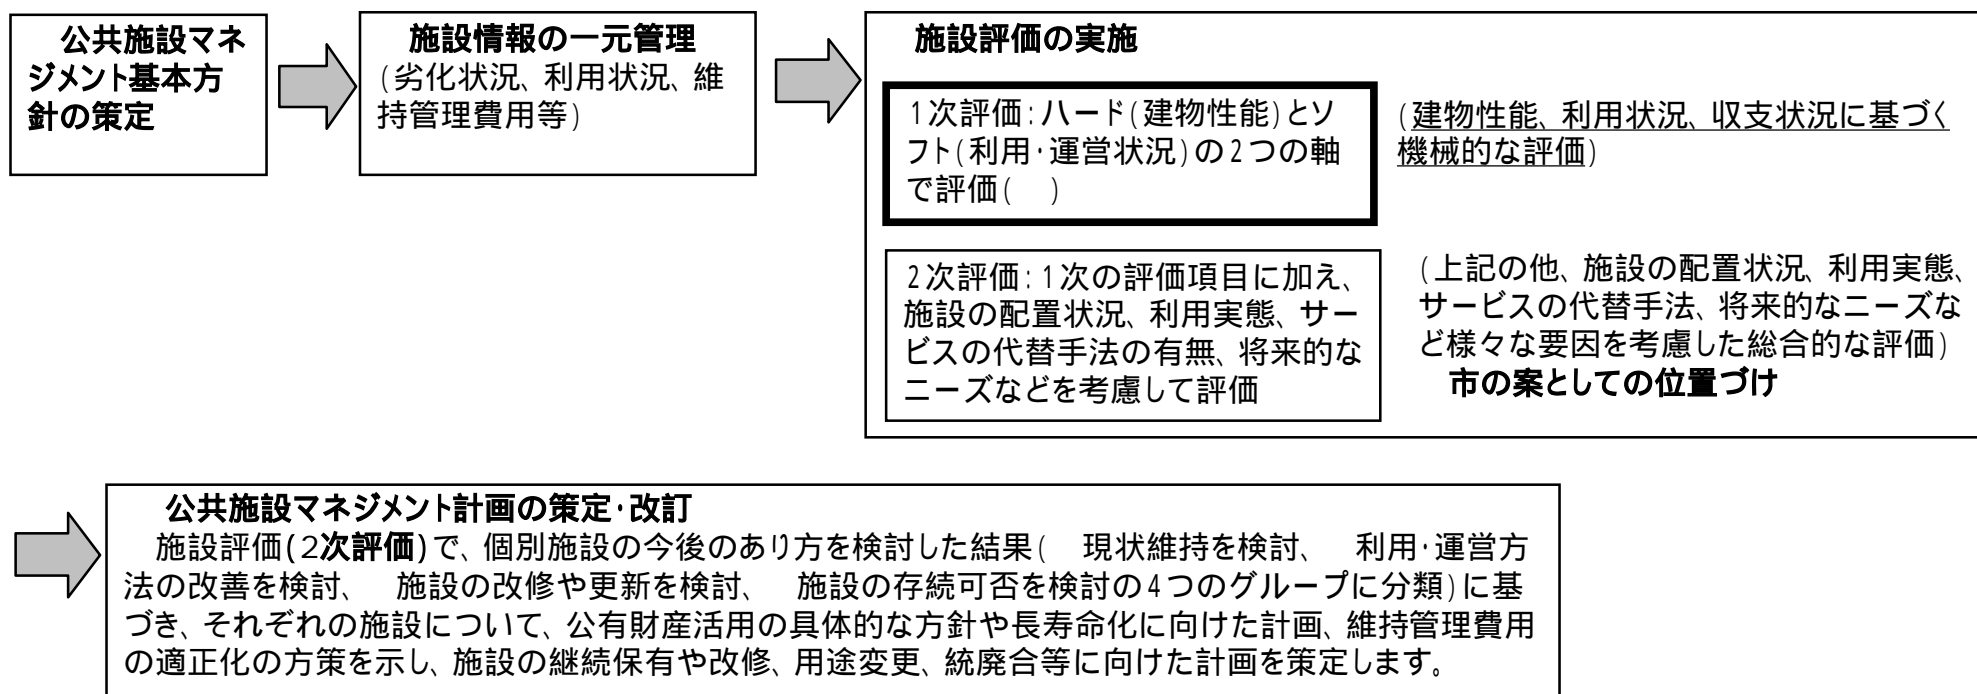 公共施設マネ
ジメント基本方
針の策定
施設情報の一元管理
(劣化状況、利用状況、維
持管理費用等)
施設評価の実施
1次評価:ハード(建物性能)とソ
フト(利用・運営状況)の2つの軸
で評価(　)
(建物性能、利用状況、収支状況に基づく
機械的な評価)
2次評価:1次の評価項目に加え、
施設の配置状況、利用実態、サー
ビスの代替手法の有無、将来的な
ニーズなどを考慮して評価
(上記の他、施設の配置状況、利用実態、
サービスの代替手法、将来的なニーズな
ど様々な要因を考慮した総合的な評価)
市の案としての位置づけ
公共施設マネジメント計画の策定・改訂
施設評価(2次評価)で、個別施設の今後のあり方を検討した結果(　現状維持を検討、　利用・運営方
法の改善を検討、　施設の改修や更新を検討、　施設の存続可否を検討の4つのグループに分類)に基
づき、それぞれの施設について、公有財産活用の具体的な方針や長寿命化に向けた計画、維持管理費用
の適正化の方策を示し、施設の継続保有や改修、用途変更、統廃合等に向けた計画を策定します。